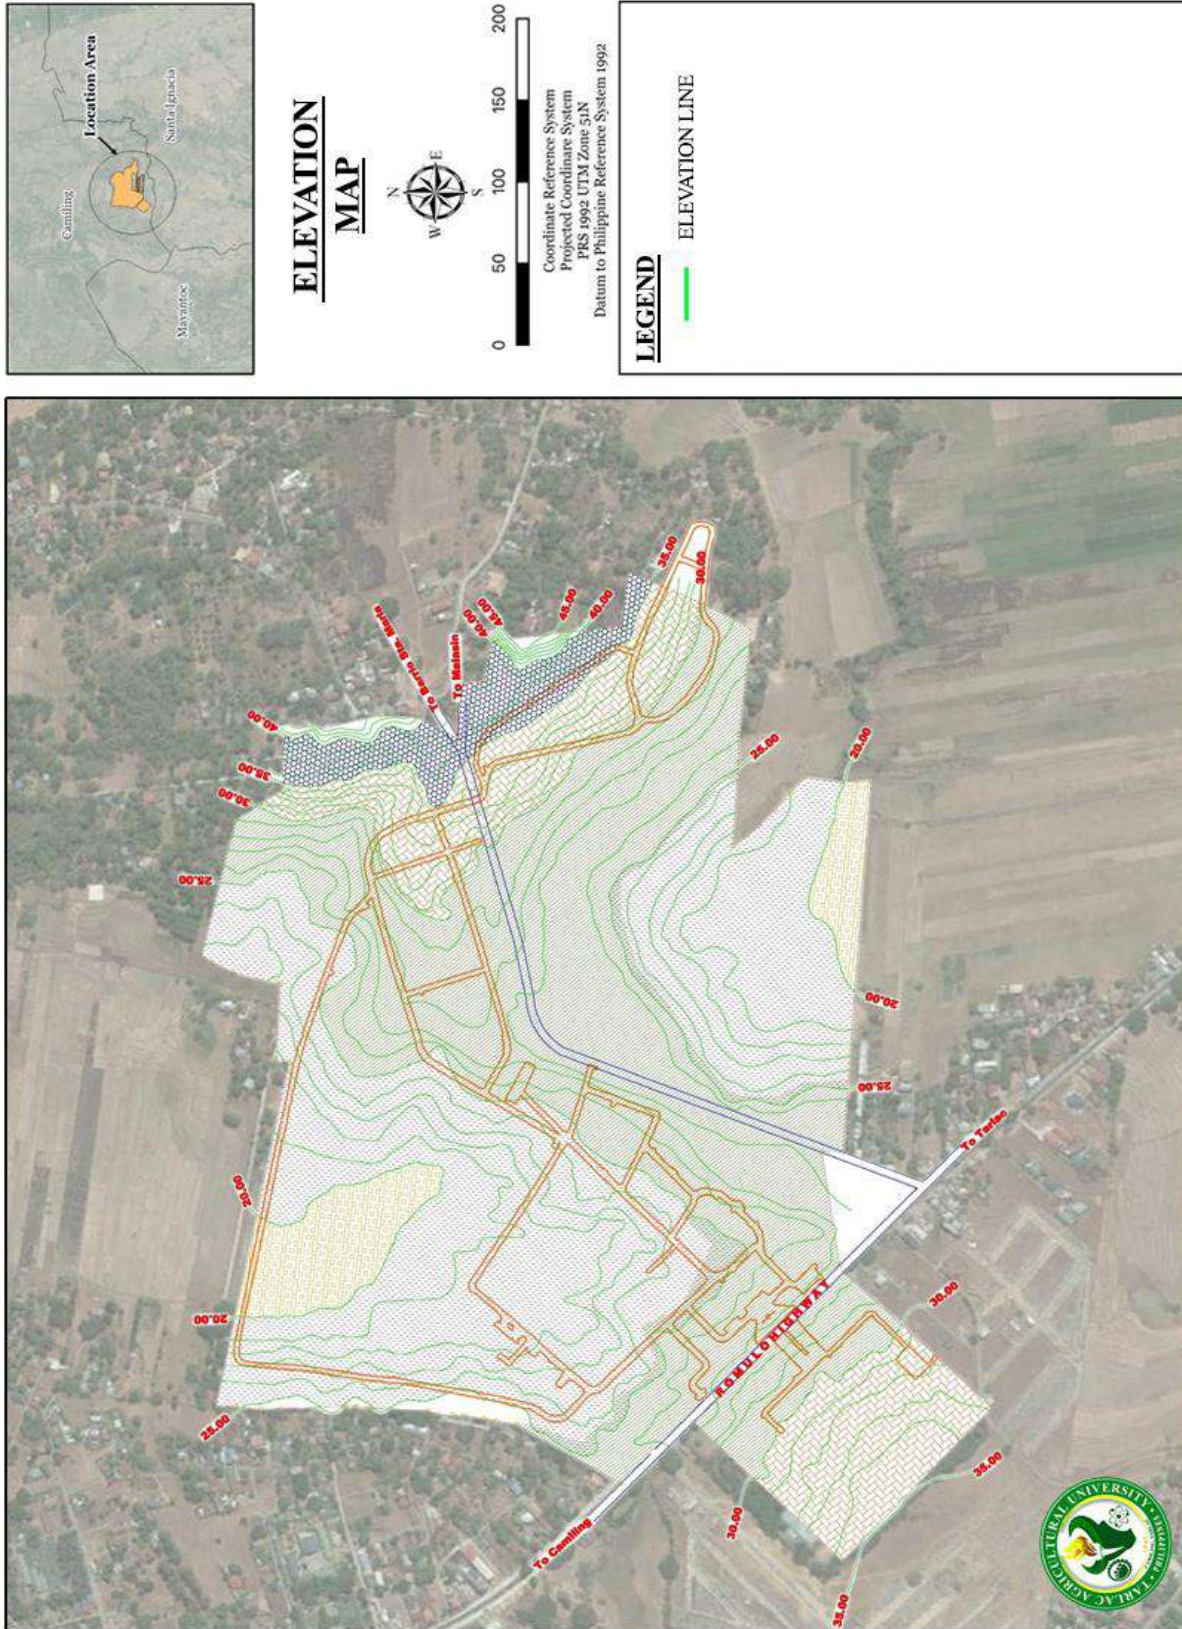 Camiling
Location Area
Santa Ignacia
Mayantoc
ELEVATION
MAP
N
W
E
S
0 50 100 150 200
Coordinate Reference System
Projected Coordinare System
PRS 1992 UTM Zone 51N
Datum to Philippine Reference System 1992
LEGEND
ELEVATION LINE
To Barrio Sta. Maria
To Malacsin
40.00
45.00
45.00
40.00
35.00
30.00
40.00
35.00
30.00
25.00
25.00
20.00
20.00
25.00
20.00
20.00
25.00
To Tarlac
ROMULO HIGHWAY
30.00
35.00
30.00
35.00
To Camiling
TARLAC AGRICULTURAL UNIVERSITY
PHILIPPINES